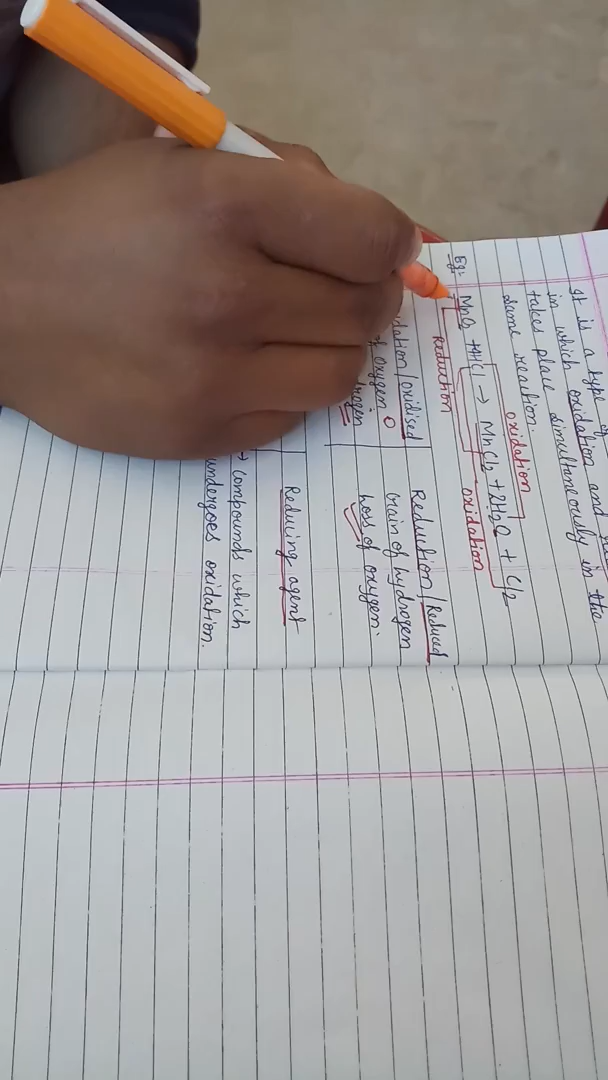 It is a type of
in which oxidation and
takes place simultaneously in the
same reaction.
oxidation
Eg:- MnO2 + 4HCl → MnCl2 + 2H2O + Cl2
Reduction oxidation
idation/oxidised Reduction/Reduced
of oxygen Gain of hydrogen
drogen Loss of oxygen.
Reducing agent
→ Compounds which
undergoes oxidation.